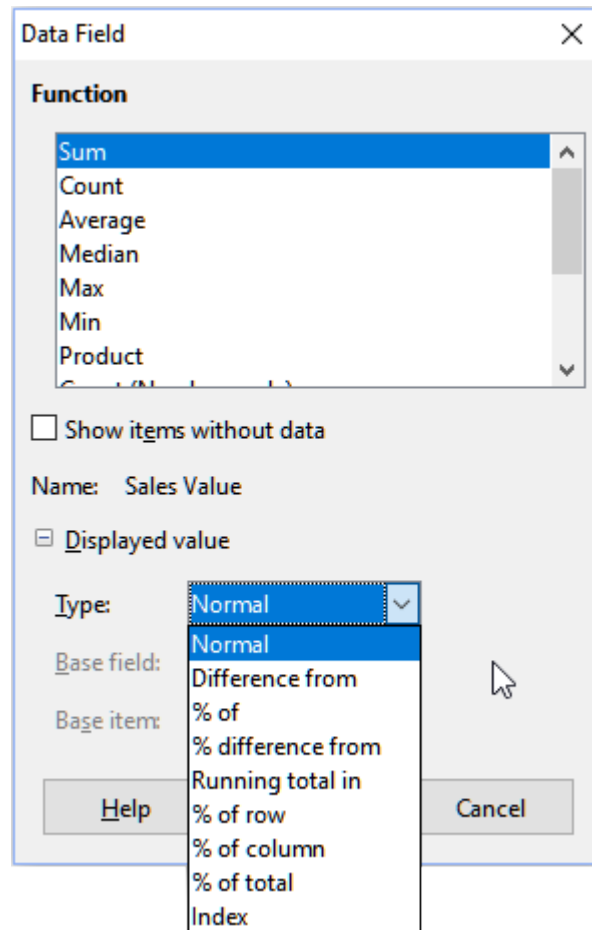 Data Field
Function
Sum
Count
Average
Median
Max
Min
Product
Show items without data
Name: Sales Value
Displayed value
Type: Normal
Normal
Base field:
Difference from
% of
Base item:
% difference from
Running total in
Help
% of row
Cancel
% of column
% of total
Index